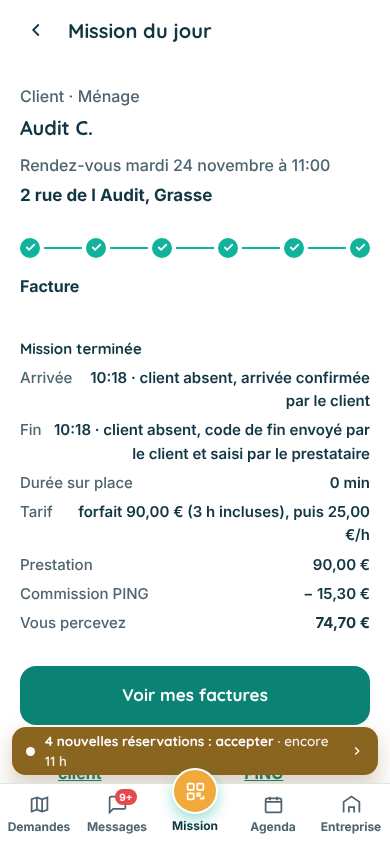 Mission du jour
Client · Ménage
Audit C.
Rendez-vous mardi 24 novembre à 11:00
2 rue de l Audit, Grasse
Facture
Mission terminée
Arrivée 10:18 · client absent, arrivée confirmée
par le client
Fin 10:18 · client absent, code de fin envoyé par
le client et saisi par le prestataire
Durée sur place 0 min
Tarif forfait 90,00 € (3 h incluses), puis 25,00
€/h
Prestation 90,00 €
Commission PING – 15,30 €
Vous percevez 74,70 €
Voir mes factures
4 nouvelles réservations : accepter · encore
11 h
client PING
9+
Demandes Messages Mission Agenda Entreprise